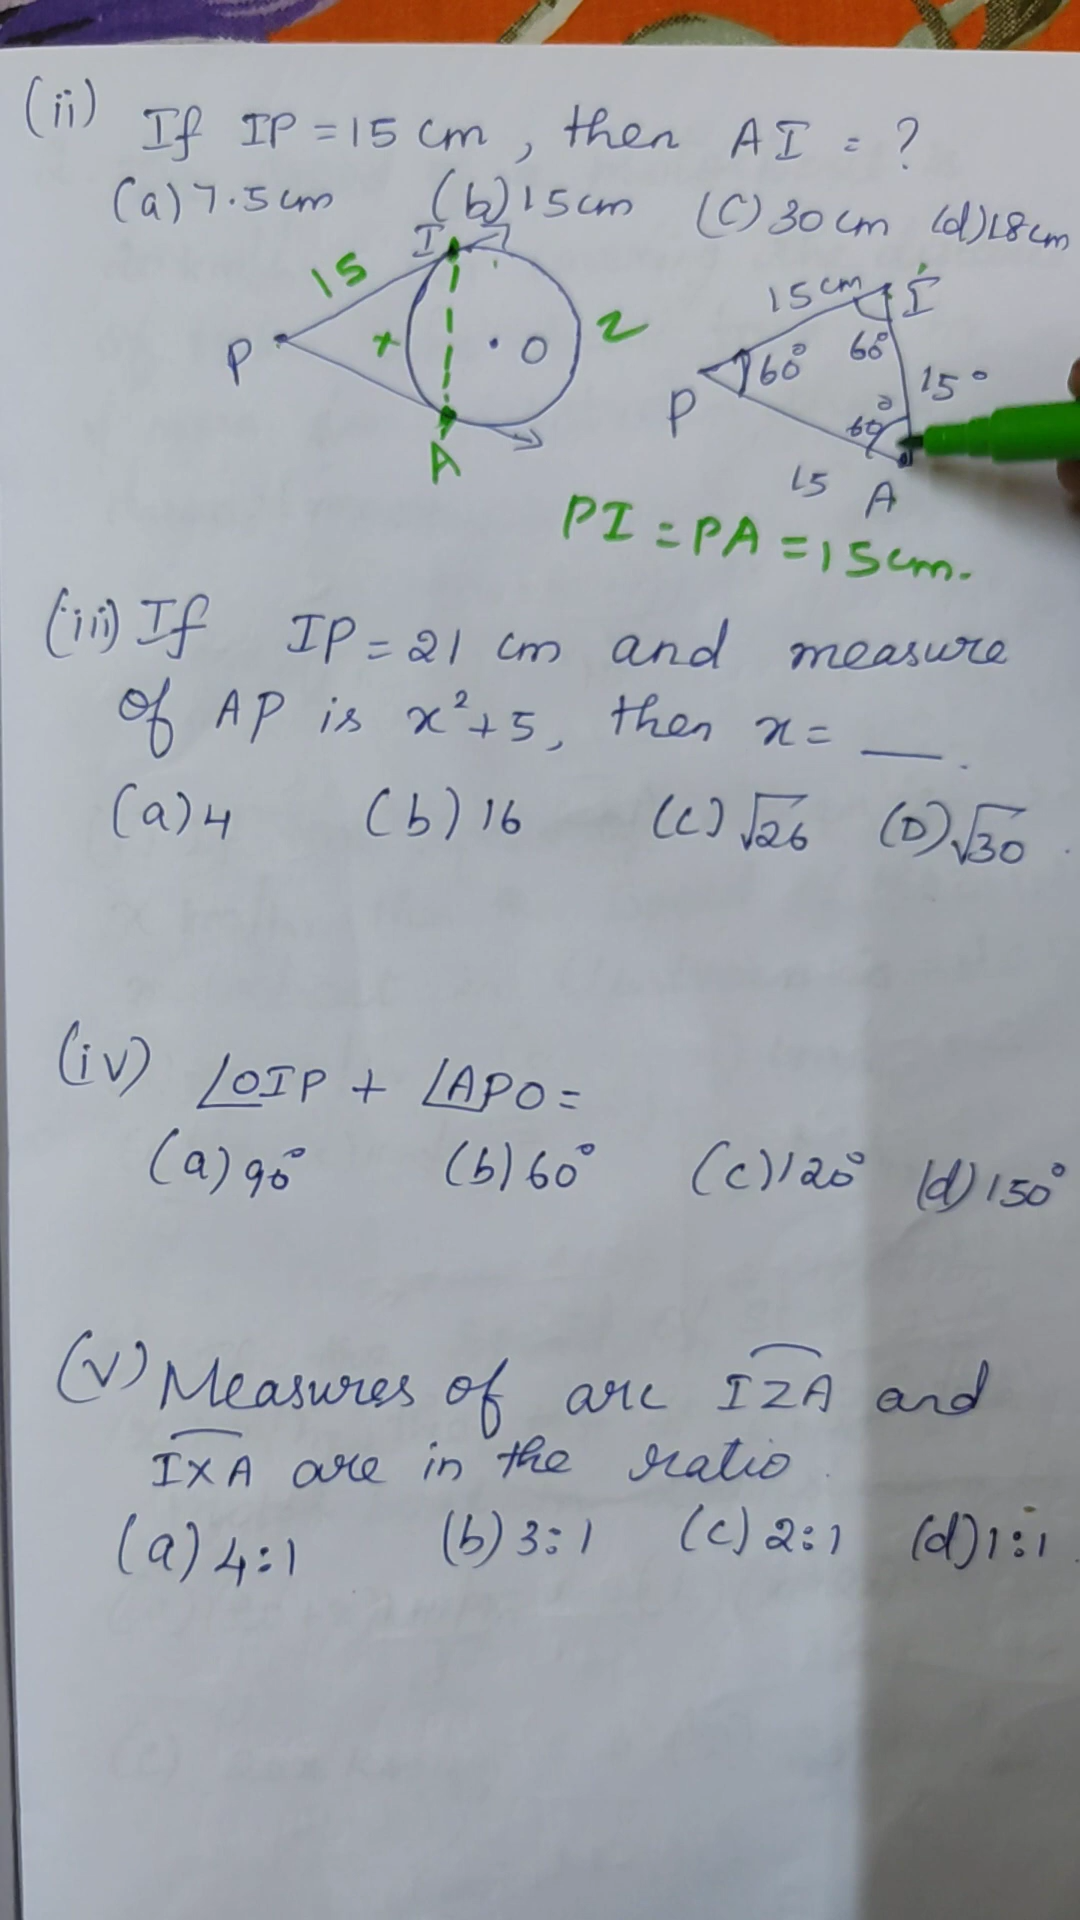 (ii) If IP = 15 cm, then AI = ?
(a) 7.5 cm (b) 15 cm (C) 30 cm (d) 18 cm
I
15
P
x
O
2
A
15 cm I
60° 60°
P
15°
60°
15 A
PI = PA = 15 cm.
(iii) If IP = 21 cm and measure
of AP is x²+5, then x = __.
(a) 4 (b) 16 (C) √26 (D) √30
(iv) ∠OIP + ∠APO =
(a) 90° (b) 60° (c) 120° (d) 150°
(v) Measures of arc IZA and
IXA are in the ratio.
(a) 4:1 (b) 3:1 (c) 2:1 (d) 1:1